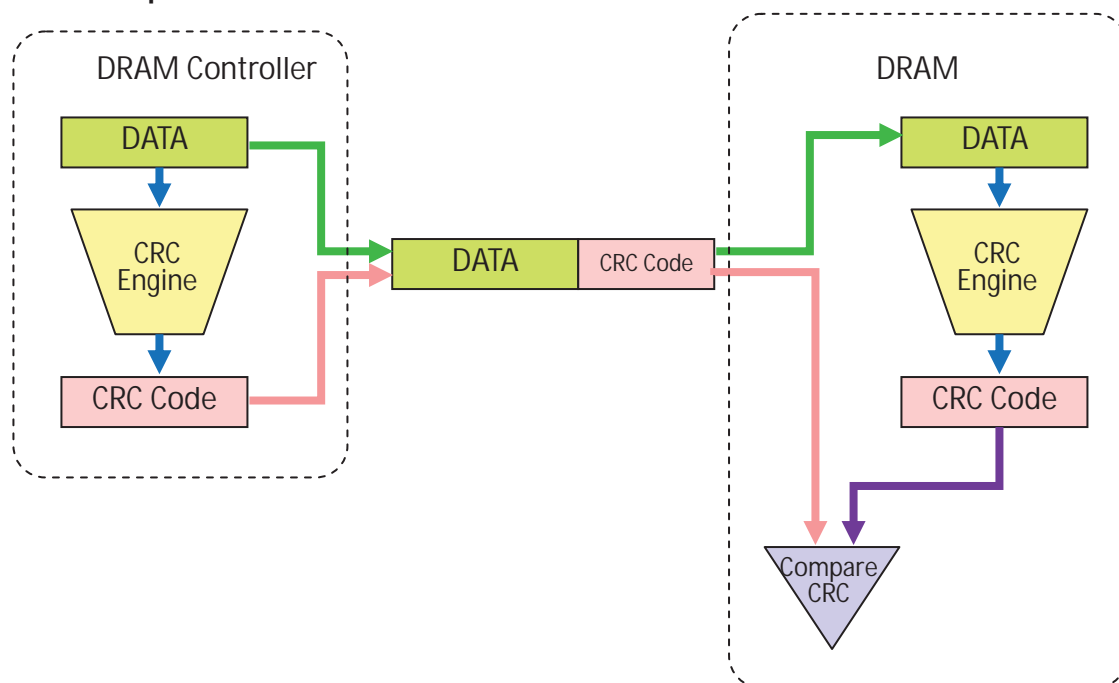 DRAM Controller
DATA
CRC
Engine
CRC Code
DATA
CRC Code
DRAM
DATA
CRC
Engine
CRC Code
Compare
CRC